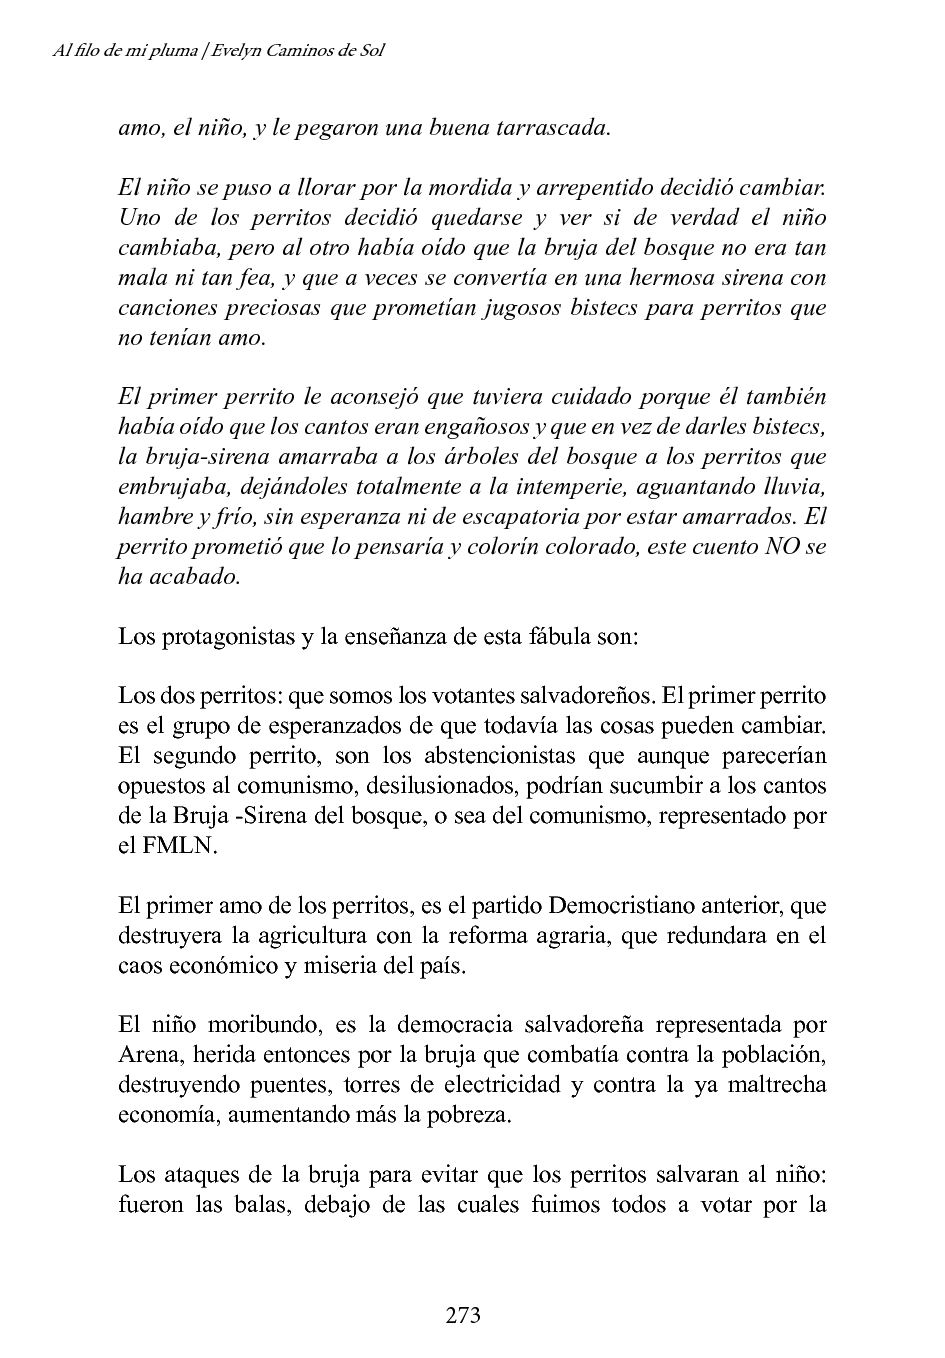 Al filo de mi pluma / Evelyn Caminos de Sol
amo, el niño, y le pegaron una buena tarrascada.
El niño se puso a llorar por la mordida y arrepentido decidió cambiar.
Uno de los perritos decidió quedarse y ver si de verdad el niño
cambiaba, pero al otro había oído que la bruja del bosque no era tan
mala ni tan fea, y que a veces se convertía en una hermosa sirena con
canciones preciosas que prometían jugosos bistecs para perritos que
no tenían amo.
El primer perrito le aconsejó que tuviera cuidado porque él también
había oído que los cantos eran engañosos y que en vez de darles bistecs,
la bruja-sirena amarraba a los árboles del bosque a los perritos que
embrujaba, dejándoles totalmente a la intemperie, aguantando lluvia,
hambre y frío, sin esperanza ni de escapatoria por estar amarrados. El
perrito prometió que lo pensaría y colorín colorado, este cuento NO se
ha acabado.
Los protagonistas y la enseñanza de esta fábula son:
Los dos perritos: que somos los votantes salvadoreños. El primer perrito
es el grupo de esperanzados de que todavía las cosas pueden cambiar.
El segundo perrito, son los abstencionistas que aunque parecerían
opuestos al comunismo, desilusionados, podrían sucumbir a los cantos
de la Bruja -Sirena del bosque, o sea del comunismo, representado por
el FMLN.
El primer amo de los perritos, es el partido Democristiano anterior, que
destruyera la agricultura con la reforma agraria, que redundara en el
caos económico y miseria del país.
El niño moribundo, es la democracia salvadoreña representada por
Arena, herida entonces por la bruja que combatía contra la población,
destruyendo puentes, torres de electricidad y contra la ya maltrecha
economía, aumentando más la pobreza.
Los ataques de la bruja para evitar que los perritos salvaran al niño:
fueron las balas, debajo de las cuales fuimos todos a votar por la
273